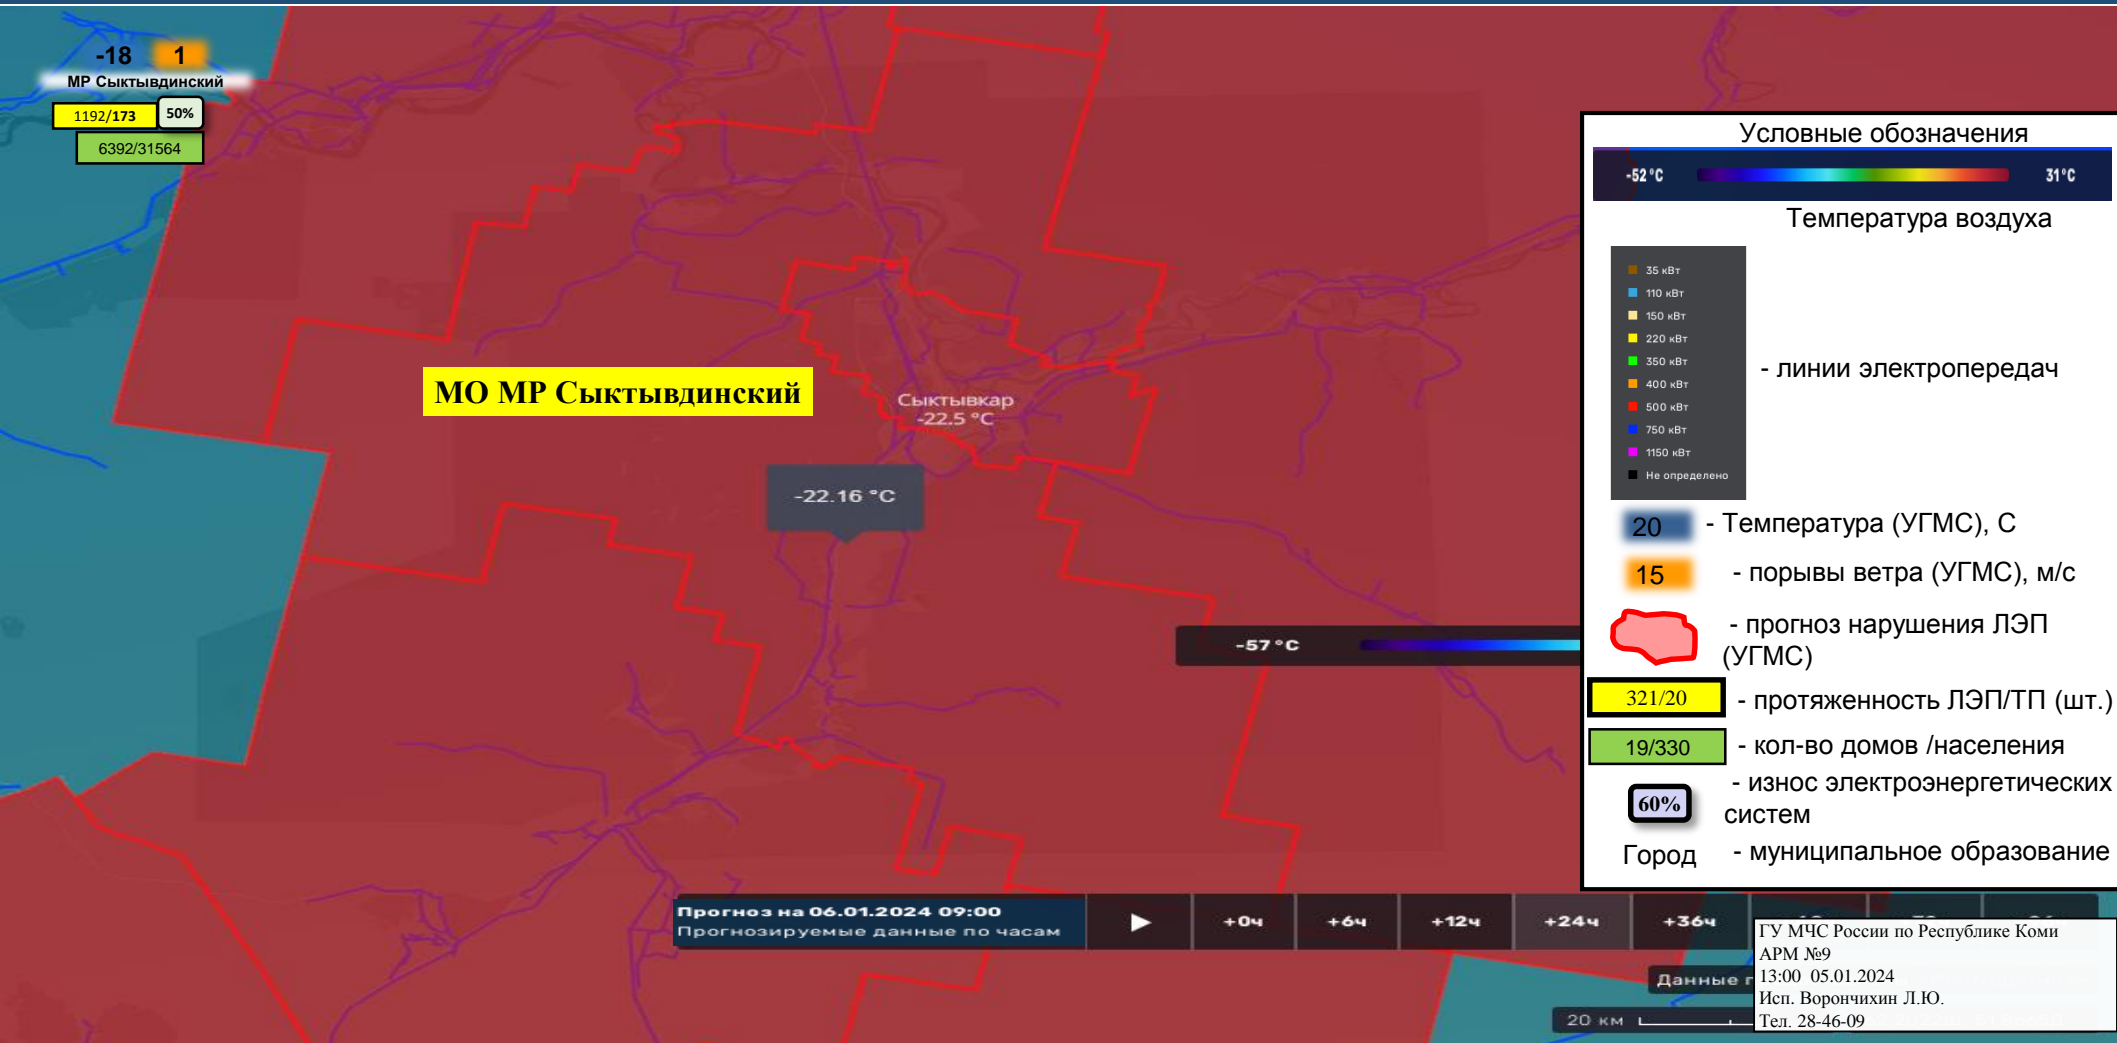 -18 1
МР Сыктывдинский
1192/173 50%
6392/31564
МО МР Сыктывдинский
Сыктывкар
-22.5 °C
-22.16 °C
-57°C
Условные обозначения
-52°C 31°C
Температура воздуха
35 кВт
110 кВт
150 кВт
220 кВт
350 кВт
400 кВт
500 кВт
750 кВт
1150 кВт
Не определено
- линии электропередач
20 - Температура (УГМС), С
15 - порывы ветра (УГМС), м/с
- прогноз нарушения ЛЭП
(УГМС)
321/20 - протяженность ЛЭП/ТП (шт.)
19/330 - кол-во домов /населения
- износ электроэнергетических
60% систем
Город - муниципальное образование
Прогноз на 06.01.2024 09:00
Прогнозируемые данные по часам
+0ч +6ч +12ч +24ч +36ч
Данные
20 км
ГУ МЧС России по Республике Коми
АРМ №9
13:00 05.01.2024
Исп. Ворончихин Л.Ю.
Тел. 28-46-09